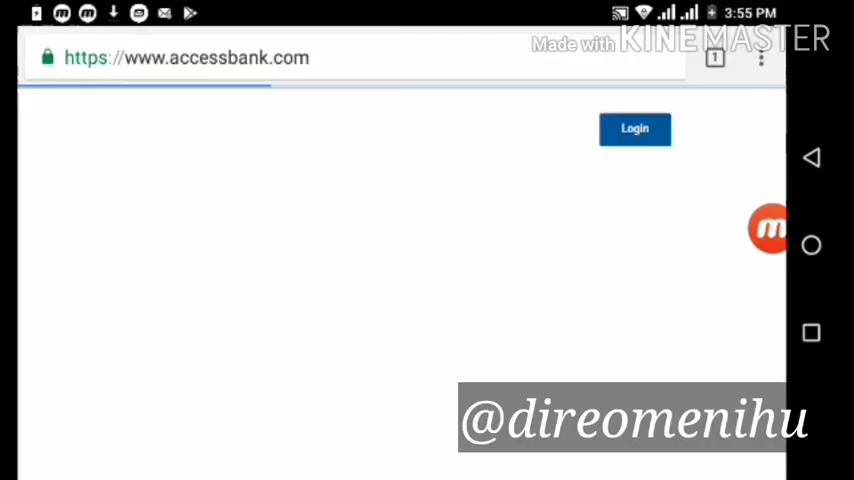 3:55 PM
Made with KINEMASTER
https://www.accessbank.com
1
Login
m
@direomenihu